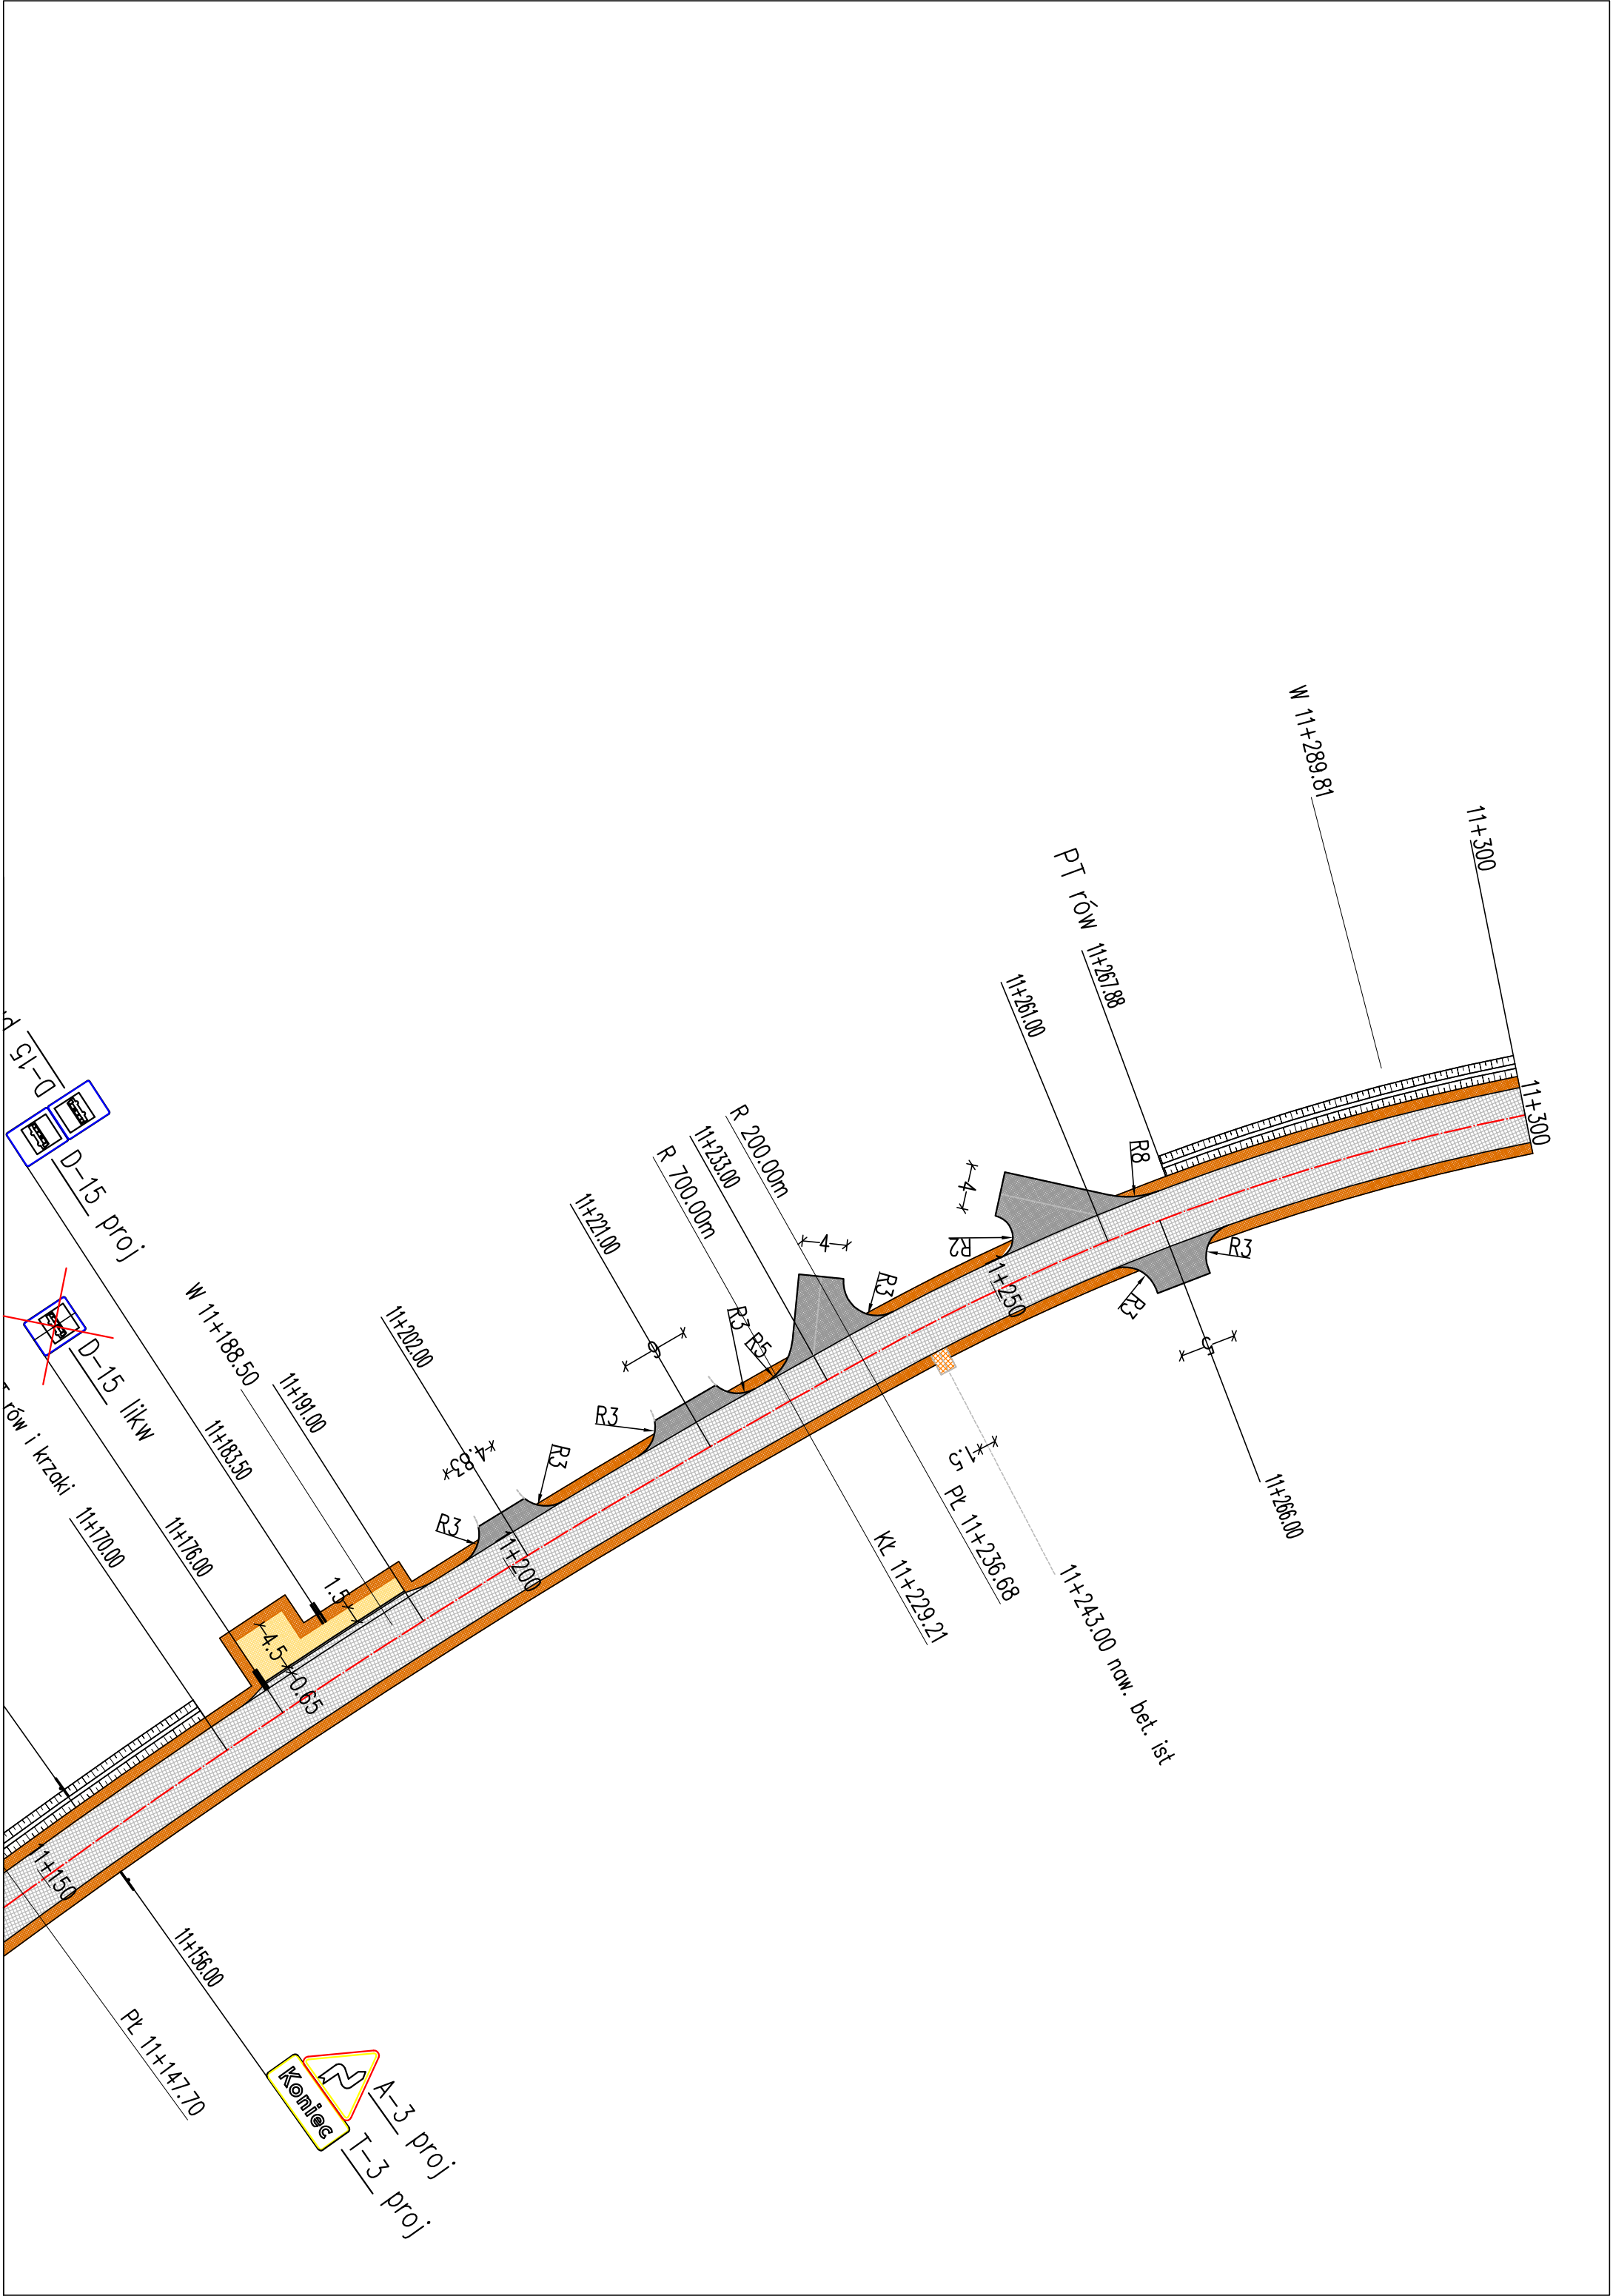 W 11+289.81
11+300
11+300
PT rów
11+267.88
11+261.00
R8
4
R2
R3
R3
11+250
5
11+266.00
R 200.00m
11+233.00
R 700.00m
4
R3
R3
R5
11+221.00
6
R3
1.5
PŁ 11+236.68
KŁ 11+229.21
11+243.00 naw. bet. ist
11+202.00
4.83
R3
R3
11+200
D-15
D-15 proj
D-15 likw
W 11+188.50
11+191.00
11+183.50
11+176.00
rów i krzaki
11+170.00
1.5
4.5
0.65
11+150
11+156.00
PŁ 11+147.70
Koniec
A-3 proj
T-3 proj